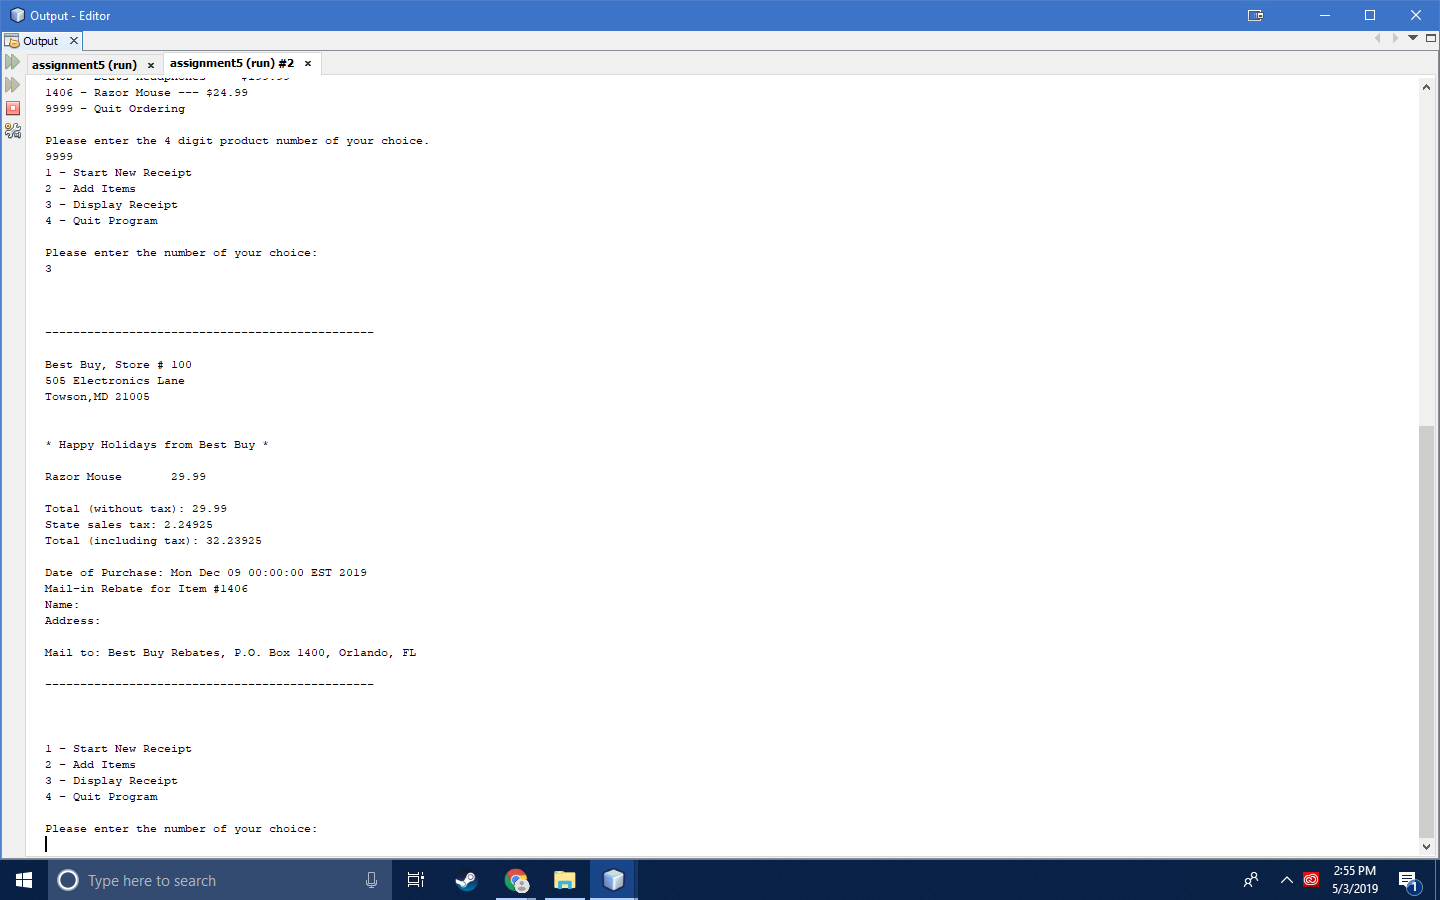 Output - Editor
Output
assignment5 (run)
assignment5 (run) #2
1406 - Razor Mouse --- $24.99
9999 - Quit Ordering
Please enter the 4 digit product number of your choice.
9999
1 - Start New Receipt
2 - Add Items
3 - Display Receipt
4 - Quit Program
Please enter the number of your choice:
3
-----------------------------------------------
Best Buy, Store # 100
505 Electronics Lane
Towson,MD 21005
* Happy Holidays from Best Buy *
Razor Mouse 29.99
Total (without tax): 29.99
State sales tax: 2.24925
Total (including tax): 32.23925
Date of Purchase: Mon Dec 09 00:00:00 EST 2019
Mail-in Rebate for Item #1406
Name:
Address:
Mail to: Best Buy Rebates, P.O. Box 1400, Orlando, FL
-----------------------------------------------
1 - Start New Receipt
2 - Add Items
3 - Display Receipt
4 - Quit Program
Please enter the number of your choice:
Type here to search
2:55 PM
5/3/2019
1